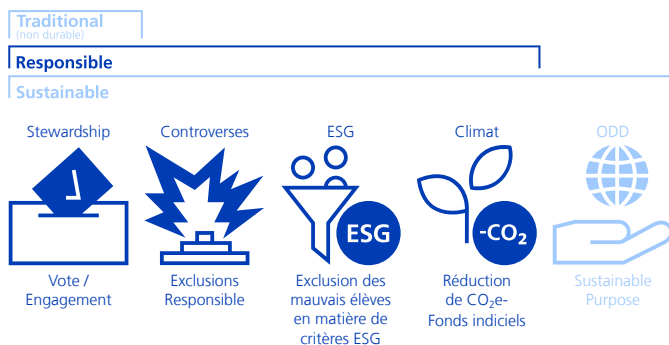 Traditional
(non durable)
Responsible
Sustainable
Stewardship
Controverses
ESG
Climat
ODD
ESG
-CO₂
Vote /
Engagement
Exclusions
Responsible
Exclusion des
mauvais élèves
en matière de
critères ESG
Réduction
de CO₂e-
Fonds indiciels
Sustainable
Purpose